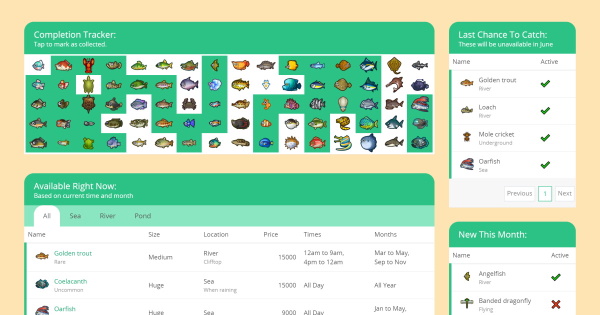 Completion Tracker:
Tap to mark as collected.
Last Chance To Catch:
These will be unavailable in June
Name Active
Golden trout
River
Loach
River
Mole cricket
Underground
Oarfish
Sea
Previous 1 Next
Available Right Now:
Based on current time and month
All Sea River Pond
Name Size Location Price Times Months
Golden trout
Rare
Medium
River
Clifftop
15000
12am to 9am,
4pm to 12am
Mar to May,
Sep to Nov
Coelacanth
Uncommon
Huge
Sea
When raining
15000
All Day
All Year
Oarfish
Huge
Sea
9000
All Day
Jan to May,
New This Month:
Name Active
Angelfish
River
Banded dragonfly
Flying